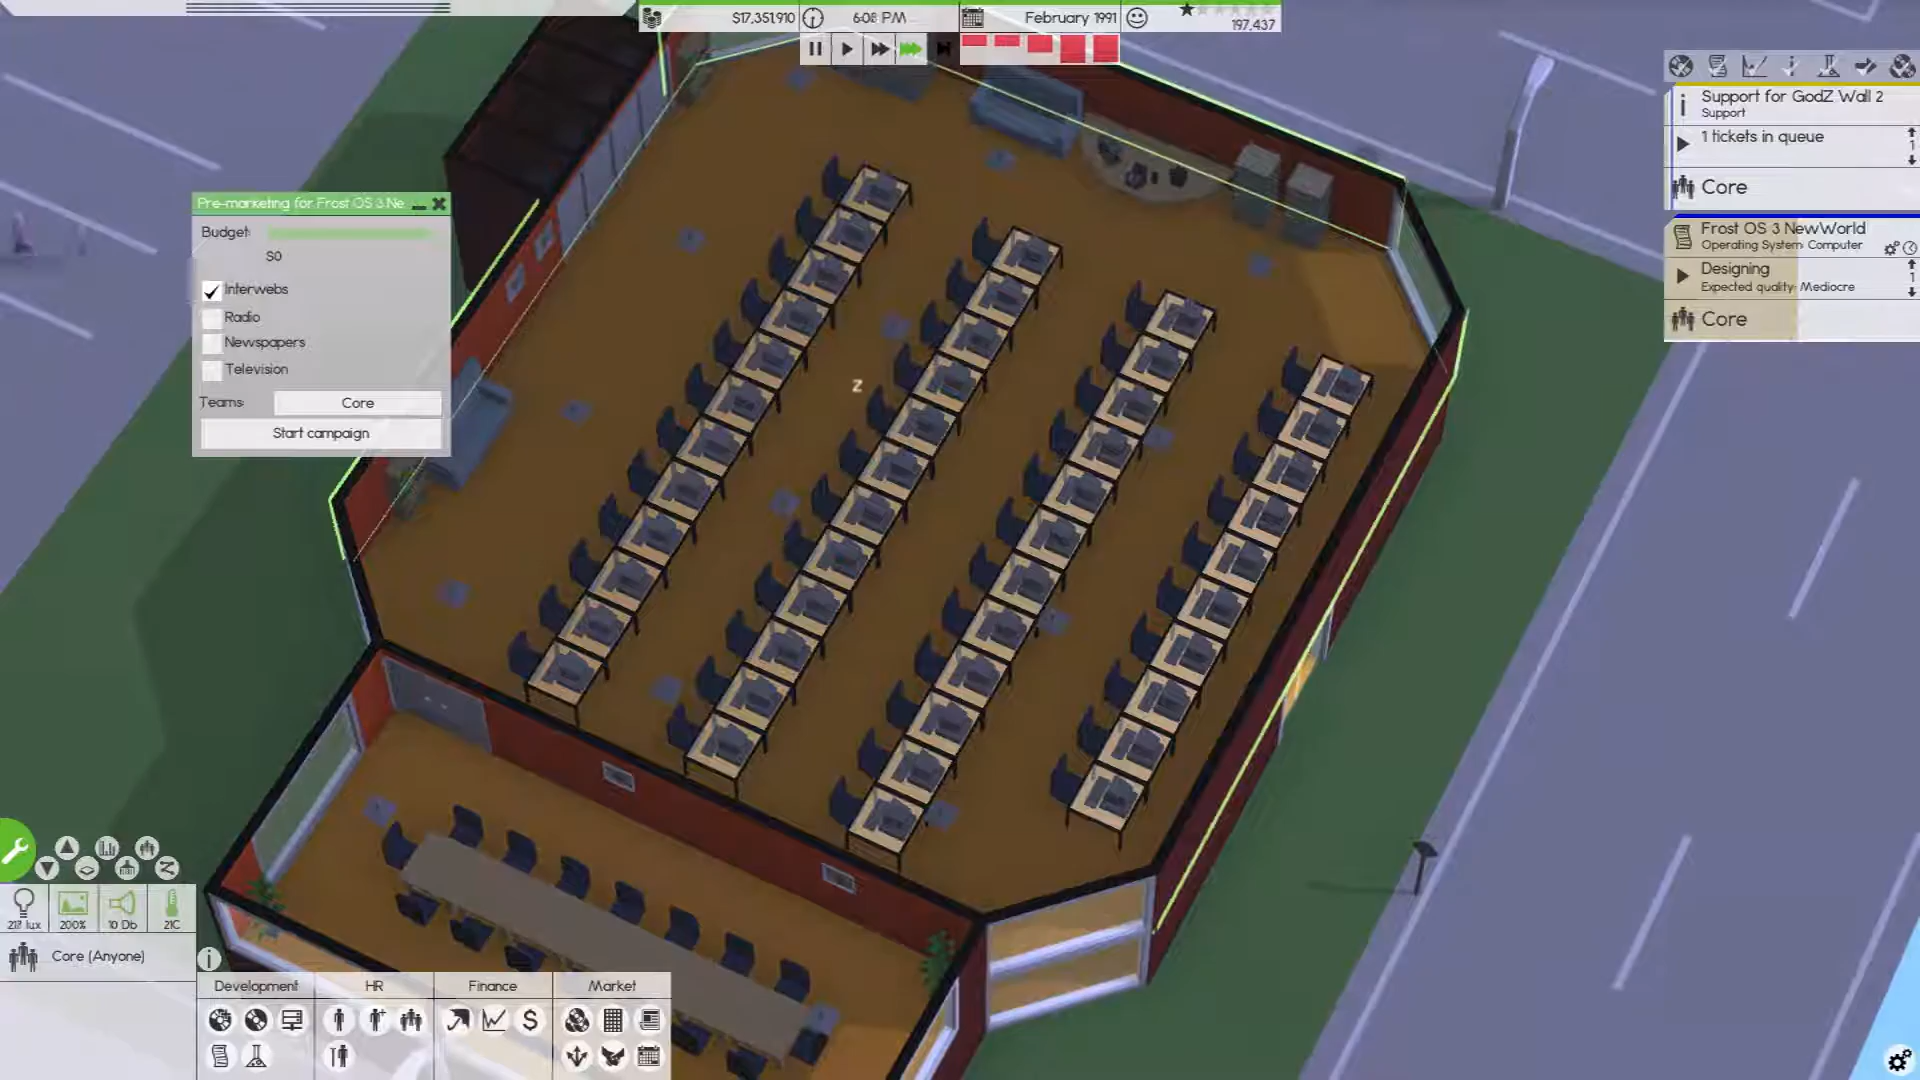 $17,351,910
6:08 PM
February 1991
197,437
Support for GodZ Wall 2
Support
1 tickets in queue
1
Core
Frost OS 3 NewWorld
Operating System: Computer
Designing
Expected quality: Mediocre
1
Core
Pre-marketing for Frost OS 3 Ne
Budget:
$0
Interwebs
Radio
Newspapers
Television
Teams:
Core
Start campaign
Z
200%
10 Db
21C
Core (Anyone)
Development
HR
Finance
Market